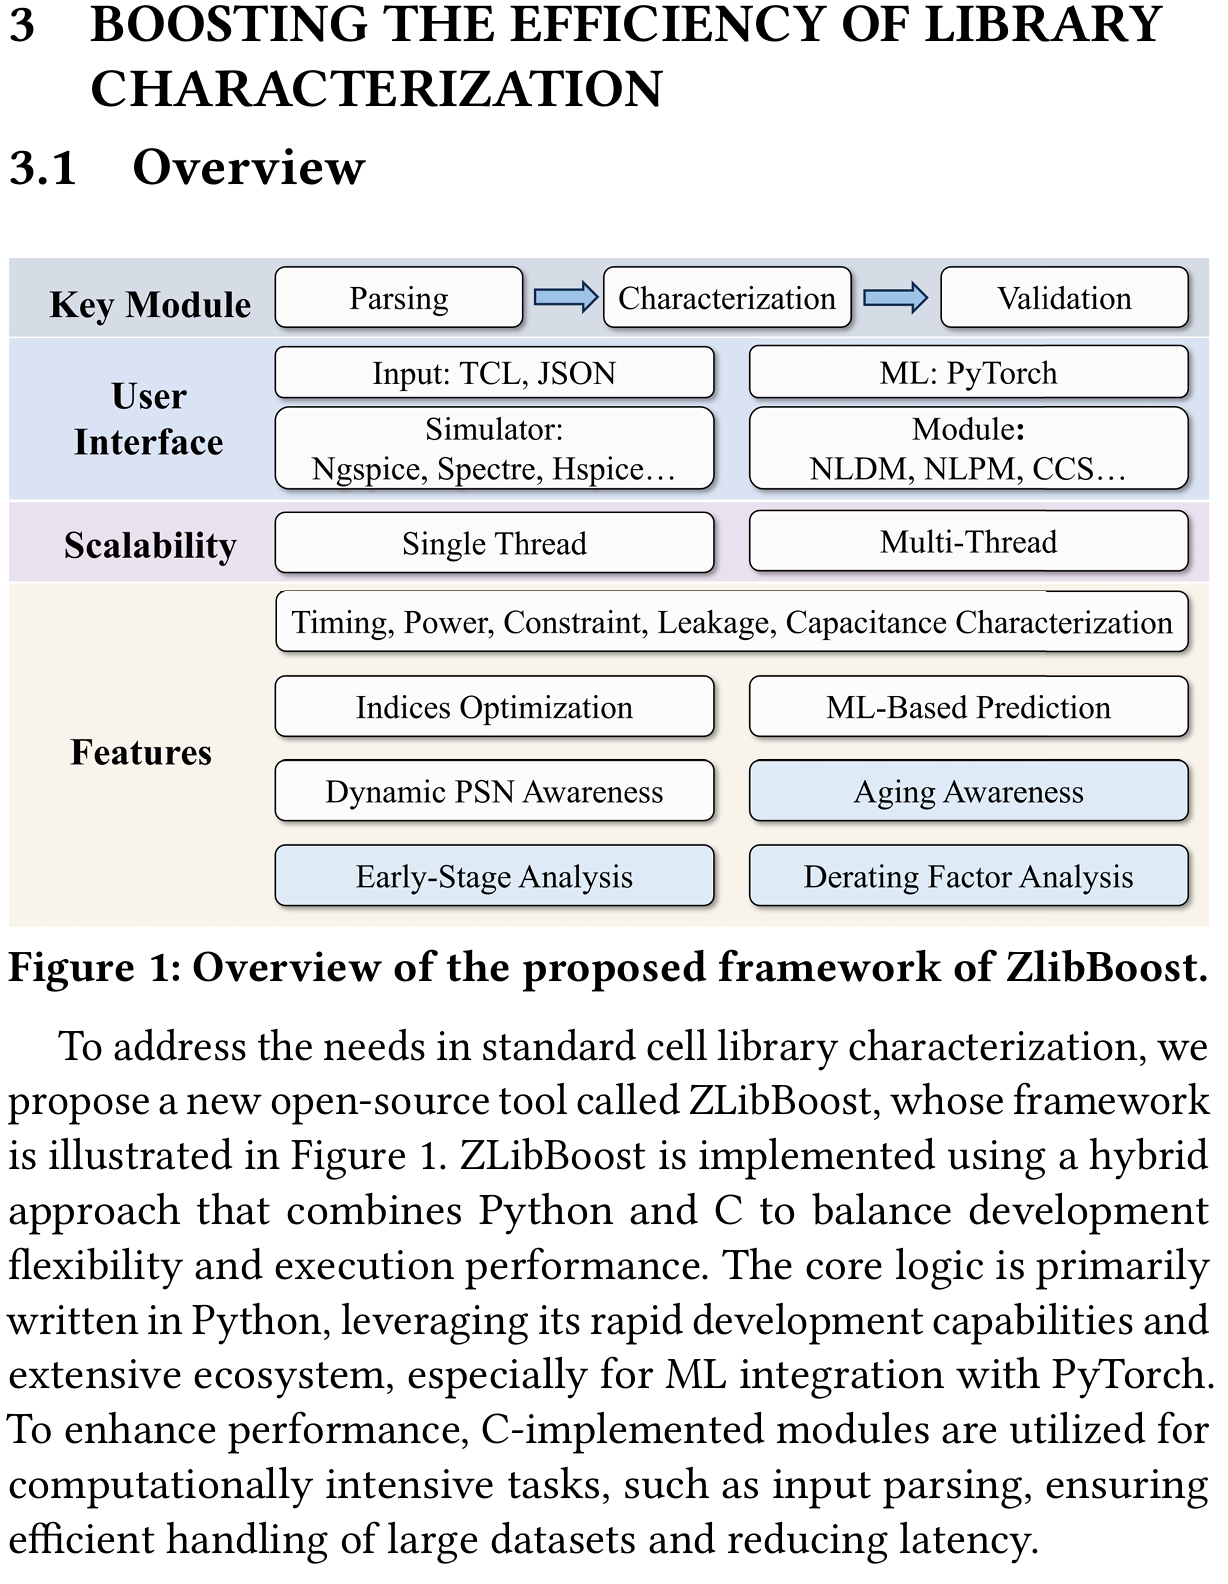 3 BOOSTING THE EFFICIENCY OF LIBRARY
CHARACTERIZATION
3.1 Overview
Key Module
Parsing
Characterization
Validation
User
Interface
Input: TCL, JSON
ML: PyTorch
Simulator:
Ngspice, Spectre, Hspice…
Module:
NLDM, NLPM, CCS…
Scalability
Single Thread
Multi-Thread
Features
Timing, Power, Constraint, Leakage, Capacitance Characterization
Indices Optimization
ML-Based Prediction
Dynamic PSN Awareness
Aging Awareness
Early-Stage Analysis
Derating Factor Analysis
Figure 1: Overview of the proposed framework of ZlibBoost.
To address the needs in standard cell library characterization, we
propose a new open-source tool called ZLibBoost, whose framework
is illustrated in Figure 1. ZLibBoost is implemented using a hybrid
approach that combines Python and C to balance development
flexibility and execution performance. The core logic is primarily
written in Python, leveraging its rapid development capabilities and
extensive ecosystem, especially for ML integration with PyTorch.
To enhance performance, C-implemented modules are utilized for
computationally intensive tasks, such as input parsing, ensuring
efficient handling of large datasets and reducing latency.